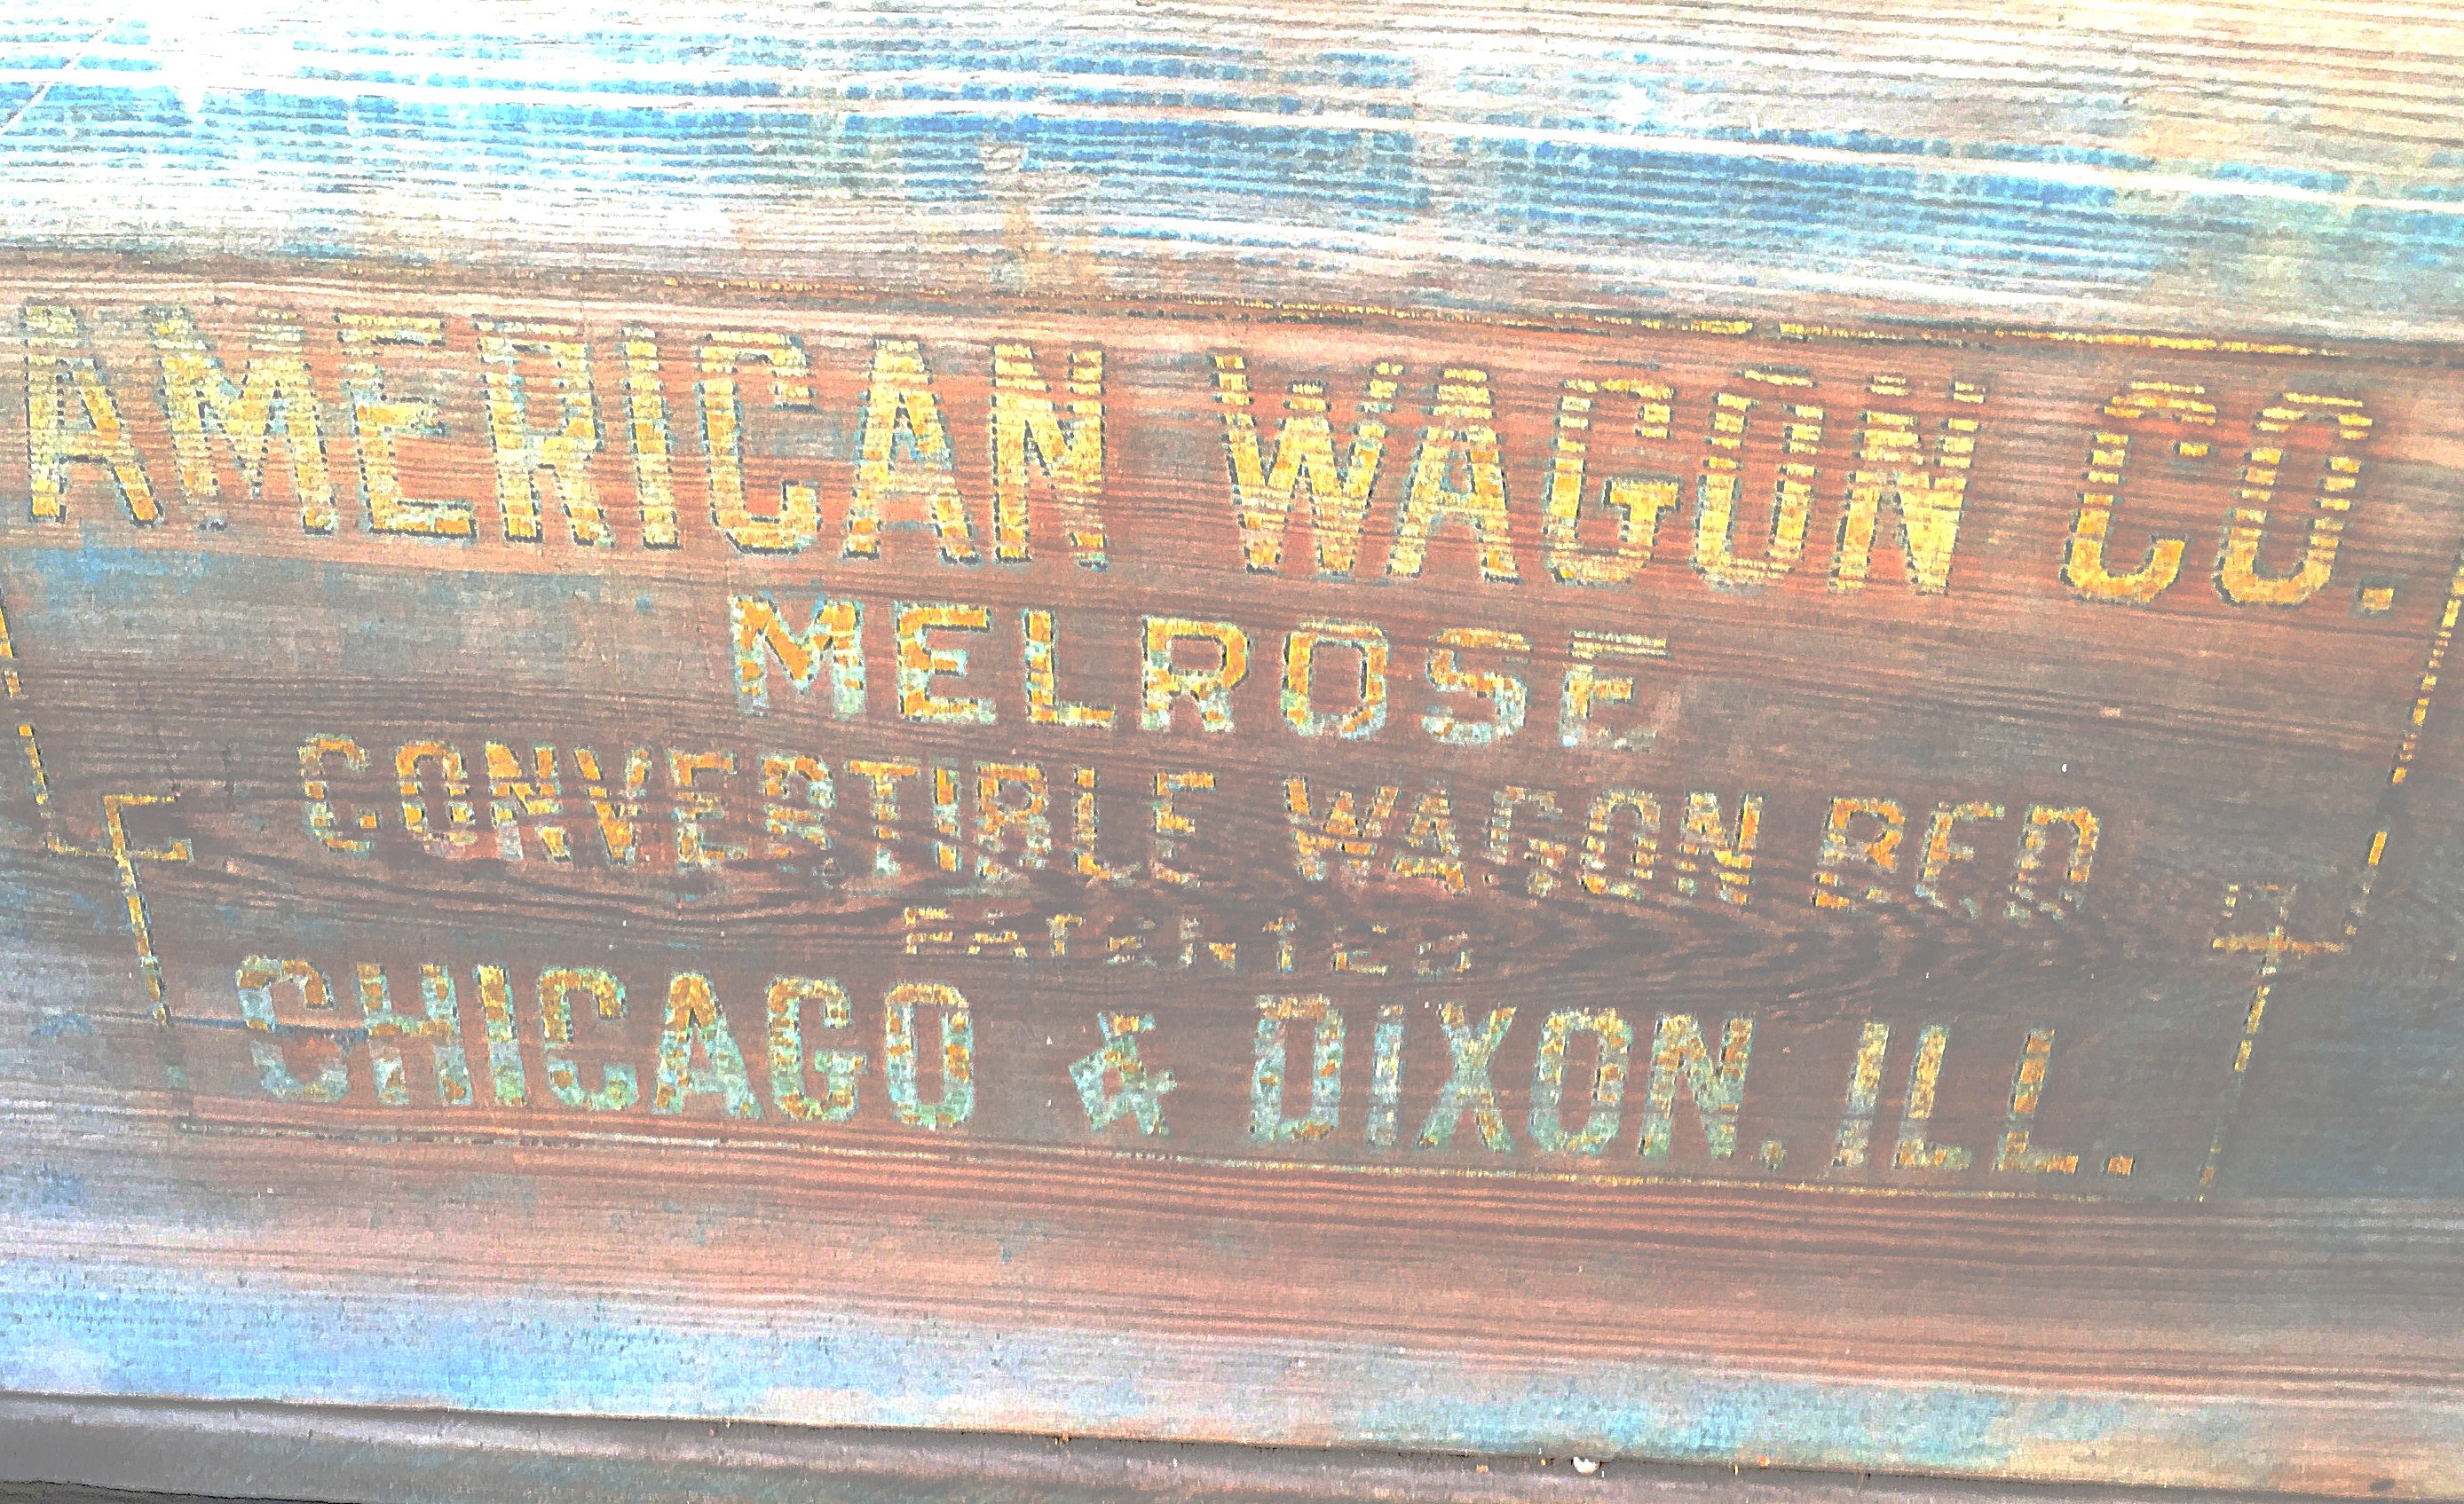 AMERICAN WAGON CO.
MELROSE
CONVERTIBLE WAGON BED
PATENTED
CHICAGO & DIXON, ILL.